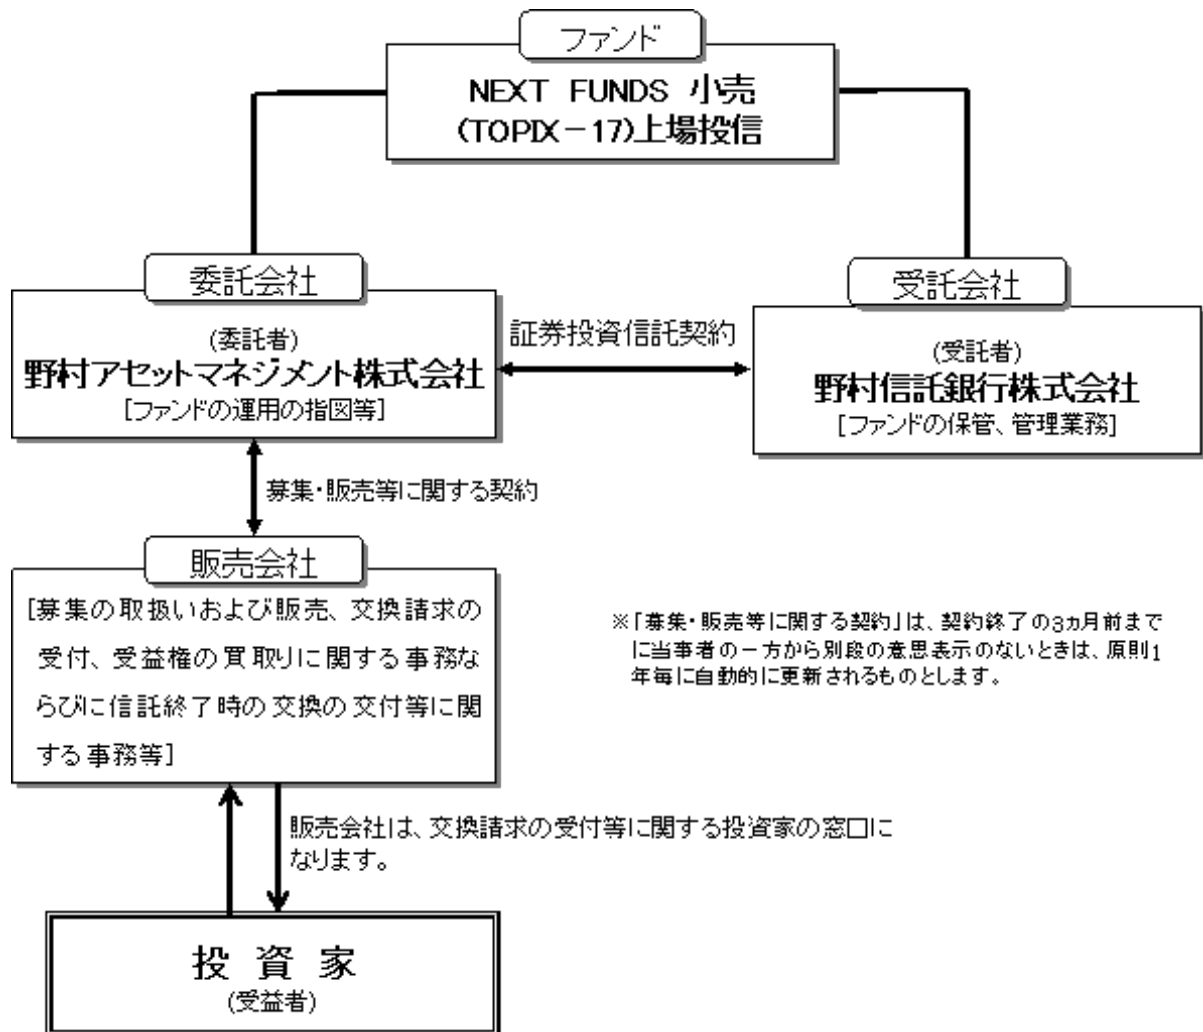 ファンド
NEXT FUNDS 小売
(TOPIX－17)上場投信
委託会社
(委託者)
野村アセットマネジメント株式会社
[ファンドの運用の指図等]
証券投資信託契約
受託会社
(受託者)
野村信託銀行株式会社
[ファンドの保管、管理業務]
募集・販売等に関する契約
販売会社
[募集の取扱いおよび販売、交換請求の
受付、受益権の買取りに関する事務な
らびに信託終了時の交換の交付等に関
する事務等]
※「募集・販売等に関する契約」は、契約終了の3ヵ月前まで
に当事者の一方から別段の意思表示のないときは、原則1
年毎に自動的に更新されるものとします。
販売会社は、交換請求の受付等に関する投資家の窓口に
なります。
投 資 家
(受益者)